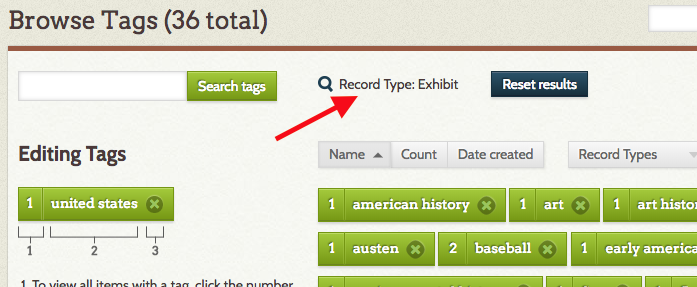 Browse Tags (36 total)
Search tags
Record Type: Exhibit
Reset results
Editing Tags
Name Count Date created
Record Types
1 united states
1 2 3
1 american history
1 art
1 art histor
1 austen
2 baseball
1 early america
1. To view all items with a tag, click the number